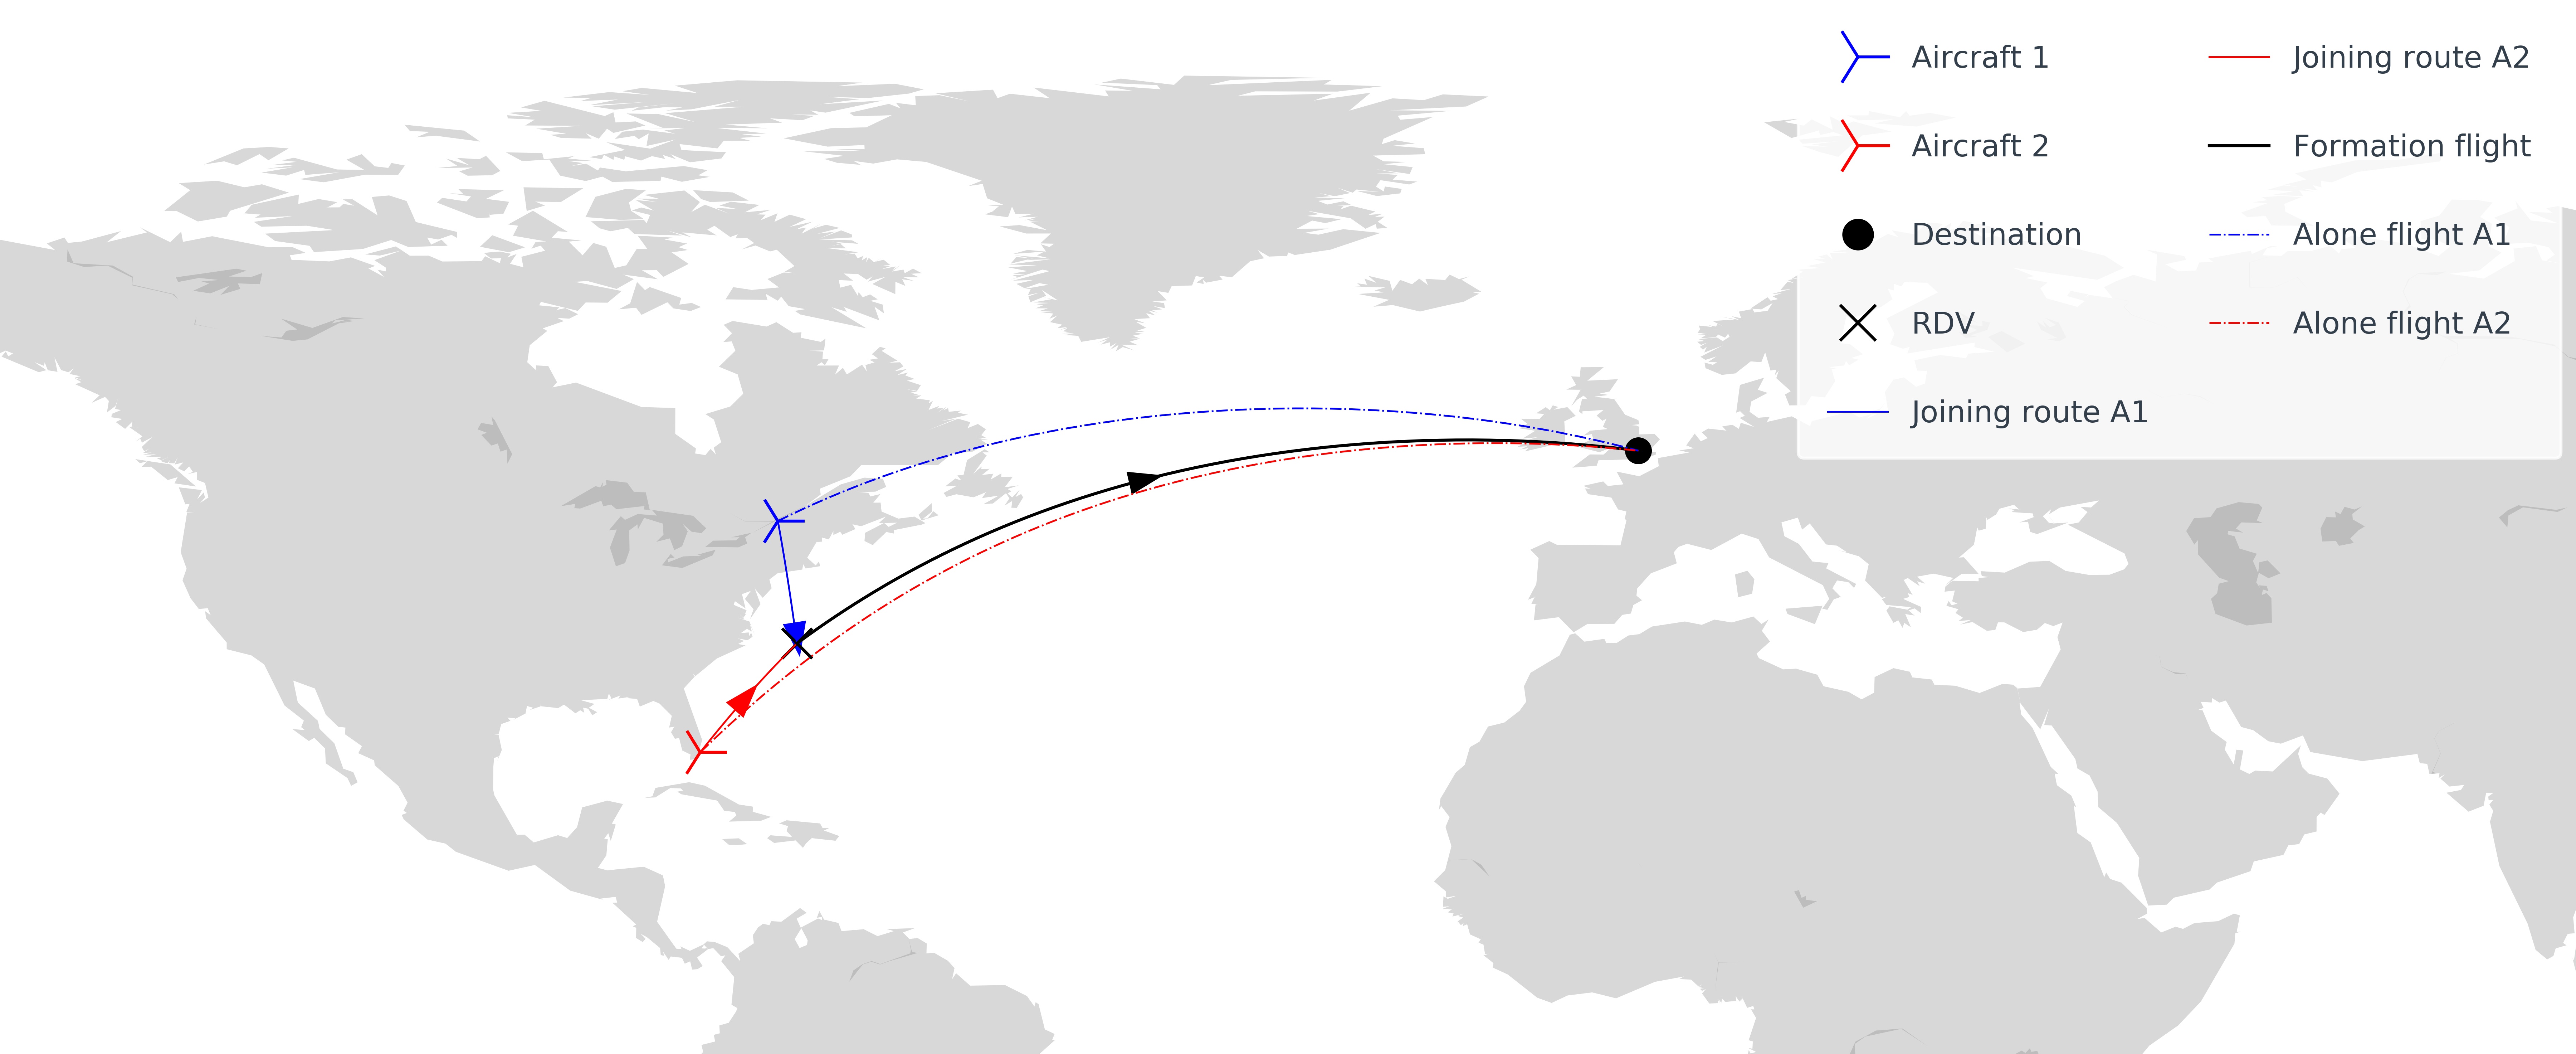 Aircraft 1
Aircraft 2
Destination
RDV
Joining route A1
Joining route A2
Formation flight
Alone flight A1
Alone flight A2